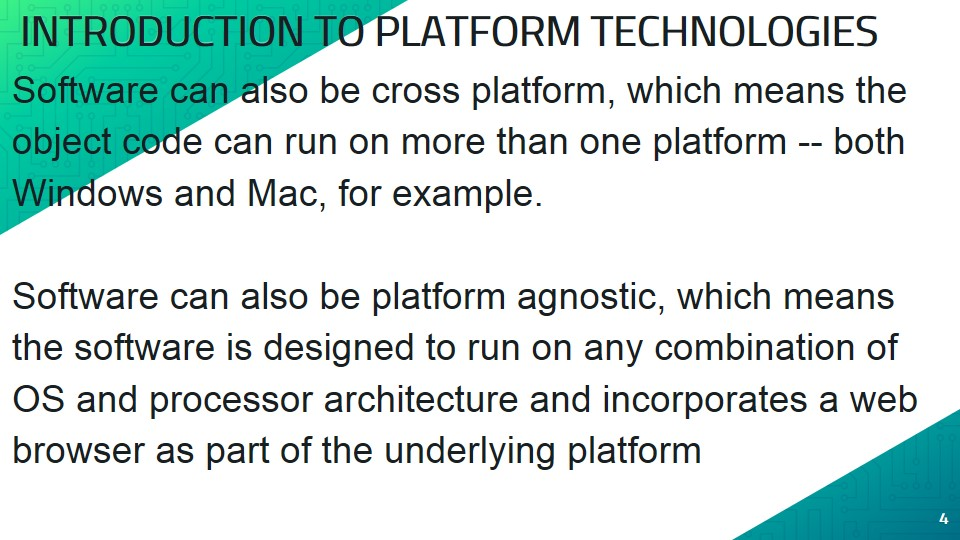 INTRODUCTION TO PLATFORM TECHNOLOGIES
Software can also be cross platform, which means the
object code can run on more than one platform -- both
Windows and Mac, for example.
Software can also be platform agnostic, which means
the software is designed to run on any combination of
OS and processor architecture and incorporates a web
browser as part of the underlying platform
4